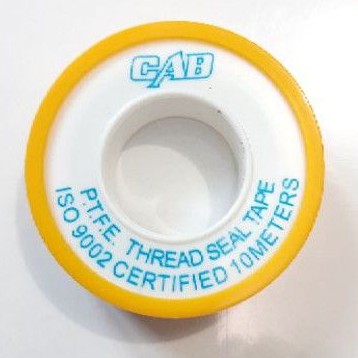 CAB
P.T.F.E. THREAD SEAL TAPE
ISO 9002 CERTIFIED 10METERS